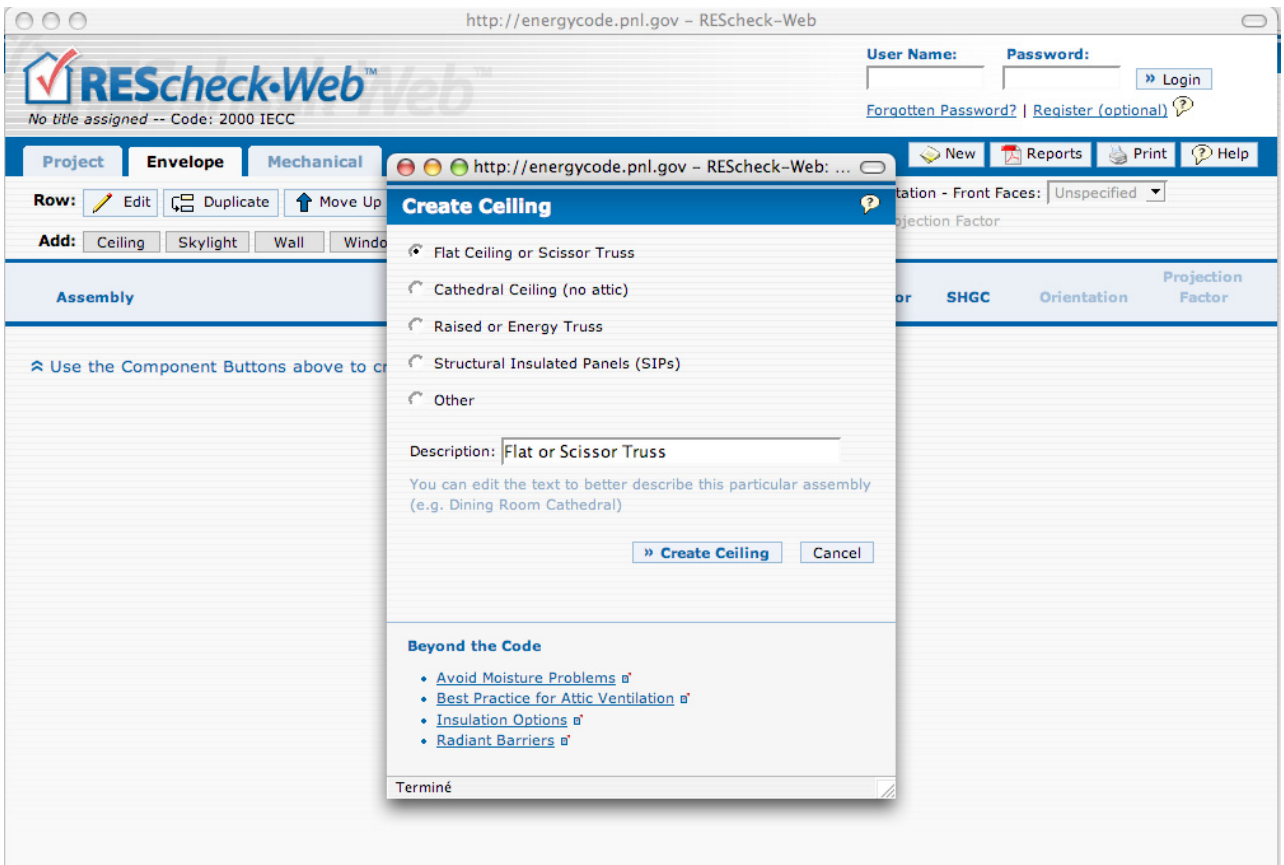 http://energycode.pnl.gov – REScheck–Web
REScheck•Web™
No title assigned -- Code: 2000 IECC
User Name: Password:
» Login
Forgotten Password? | Register (optional) ?
Project Envelope Mechanical
New Reports Print ? Help
Row: Edit Duplicate Move Up
tation - Front Faces: Unspecified
ojection Factor
Add: Ceiling Skylight Wall Windo
Assembly
or SHGC Orientation Projection Factor
Use the Component Buttons above to cr
http://energycode.pnl.gov – REScheck–Web: ...
Create Ceiling ?
Flat Ceiling or Scissor Truss
Cathedral Ceiling (no attic)
Raised or Energy Truss
Structural Insulated Panels (SIPs)
Other
Description: Flat or Scissor Truss
You can edit the text to better describe this particular assembly
(e.g. Dining Room Cathedral)
» Create Ceiling Cancel
Beyond the Code
• Avoid Moisture Problems
• Best Practice for Attic Ventilation
• Insulation Options
• Radiant Barriers
Terminé